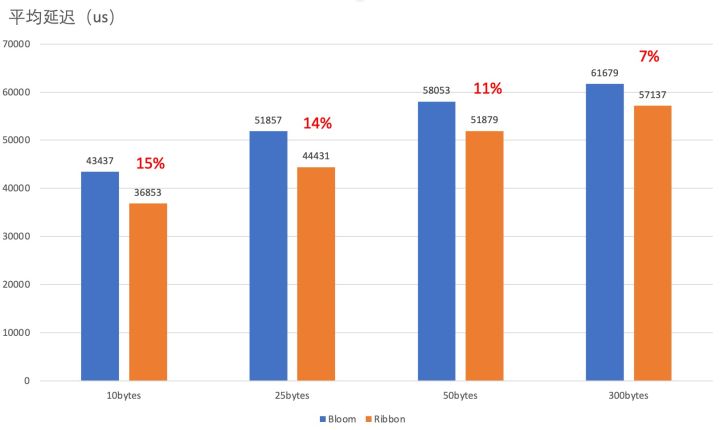 平均延迟（us）
70000
60000
50000
40000
30000
20000
10000
0
43437
15%
36853
51857
14%
44431
58053
11%
51879
61679
7%
57137
10bytes
25bytes
50bytes
300bytes
Bloom
Ribbon